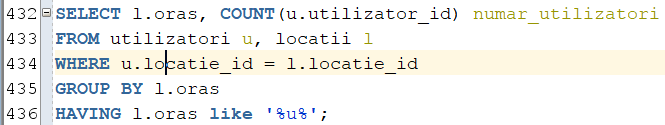 432 SELECT l.oras, COUNT(u.utilizator_id) numar_utilizatori
433 FROM utilizatori u, locatii l
434 WHERE u.locatie_id = l.locatie_id
435 GROUP BY l.oras
436 HAVING l.oras like '%u%';